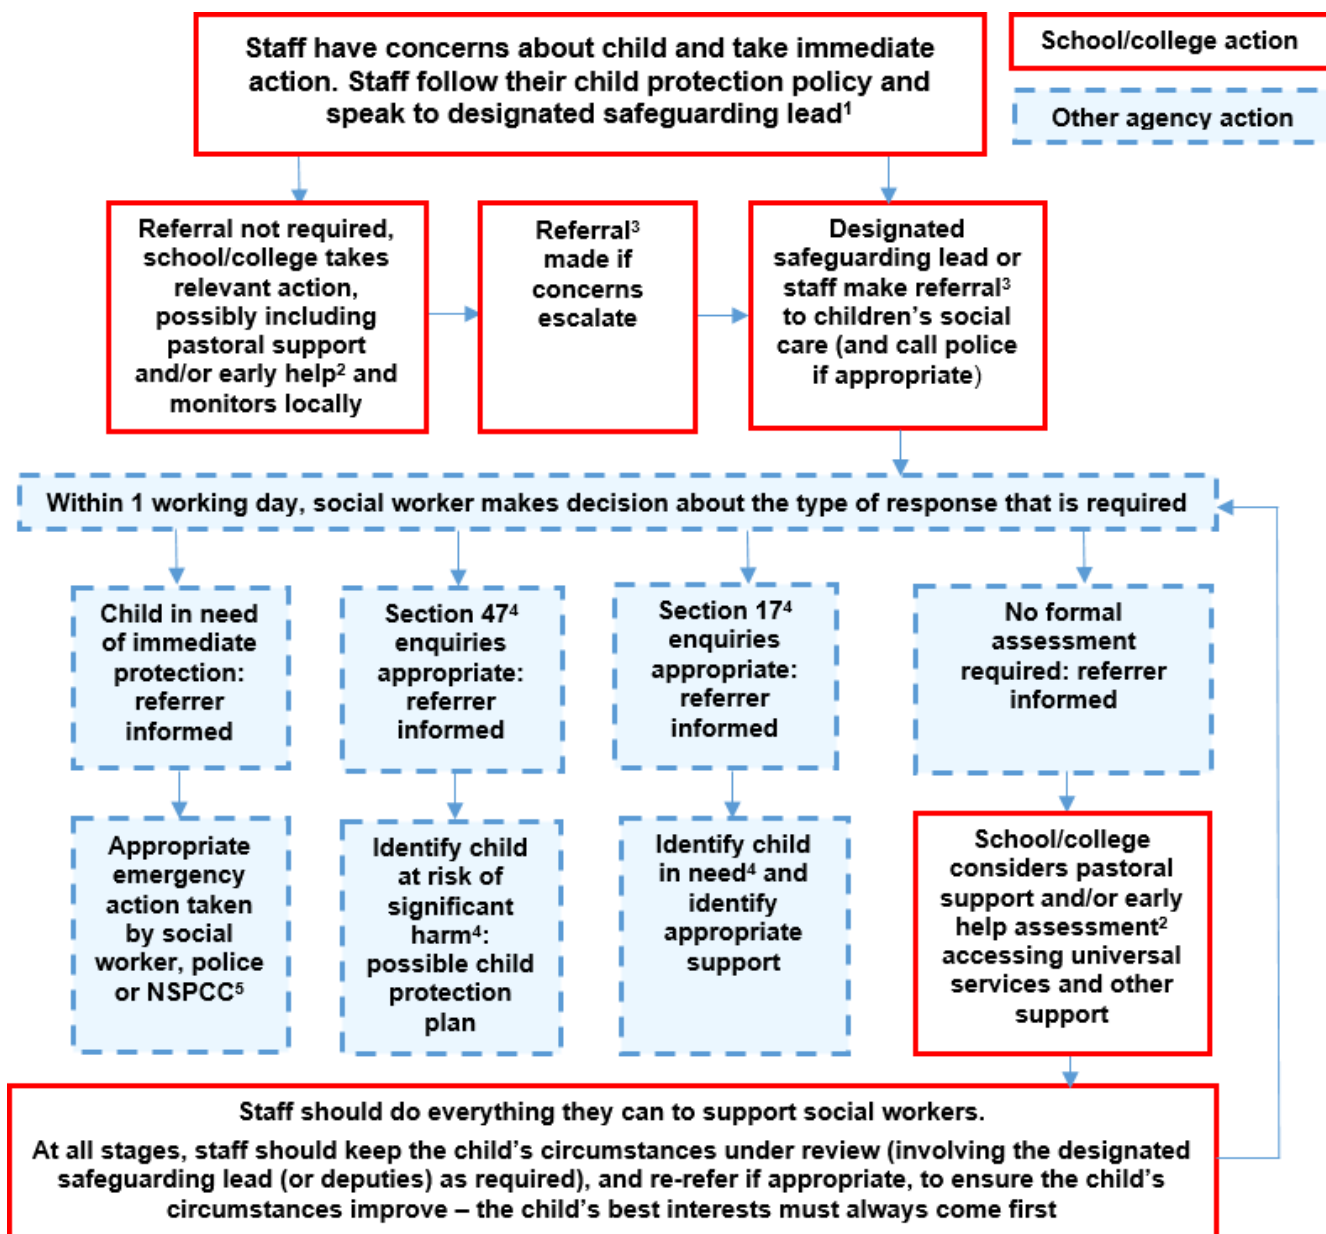 Staff have concerns about child and take immediate
action. Staff follow their child protection policy and
speak to designated safeguarding lead¹
School/college action
Other agency action
Referral not required,
school/college takes
relevant action,
possibly including
pastoral support
and/or early help² and
monitors locally
Referral³
made if
concerns
escalate
Designated
safeguarding lead or
staff make referral³
to children’s social
care (and call police
if appropriate)
Within 1 working day, social worker makes decision about the type of response that is required
Child in need
of immediate
protection:
referrer
informed
Section 47⁴
enquiries
appropriate:
referrer
informed
Section 17⁴
enquiries
appropriate:
referrer
informed
No formal
assessment
required: referrer
informed
Appropriate
emergency
action taken
by social
worker, police
or NSPCC⁵
Identify child
at risk of
significant
harm⁴:
possible child
protection
plan
Identify child
in need⁴ and
identify
appropriate
support
School/college
considers pastoral
support and/or early
help assessment²
accessing universal
services and other
support
Staff should do everything they can to support social workers.
At all stages, staff should keep the child’s circumstances under review (involving the designated
safeguarding lead (or deputies) as required), and re-refer if appropriate, to ensure the child’s
circumstances improve – the child’s best interests must always come first